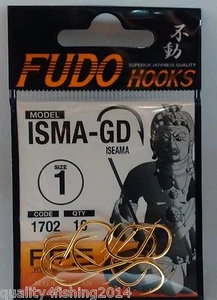 不動
FUDO
SUPERIOR JAPANESE QUALITY
HOOKS
MODEL
ISMA-GD
ISEAMA
SIZE
1
CODE QTY
1702
quality4fishing2014